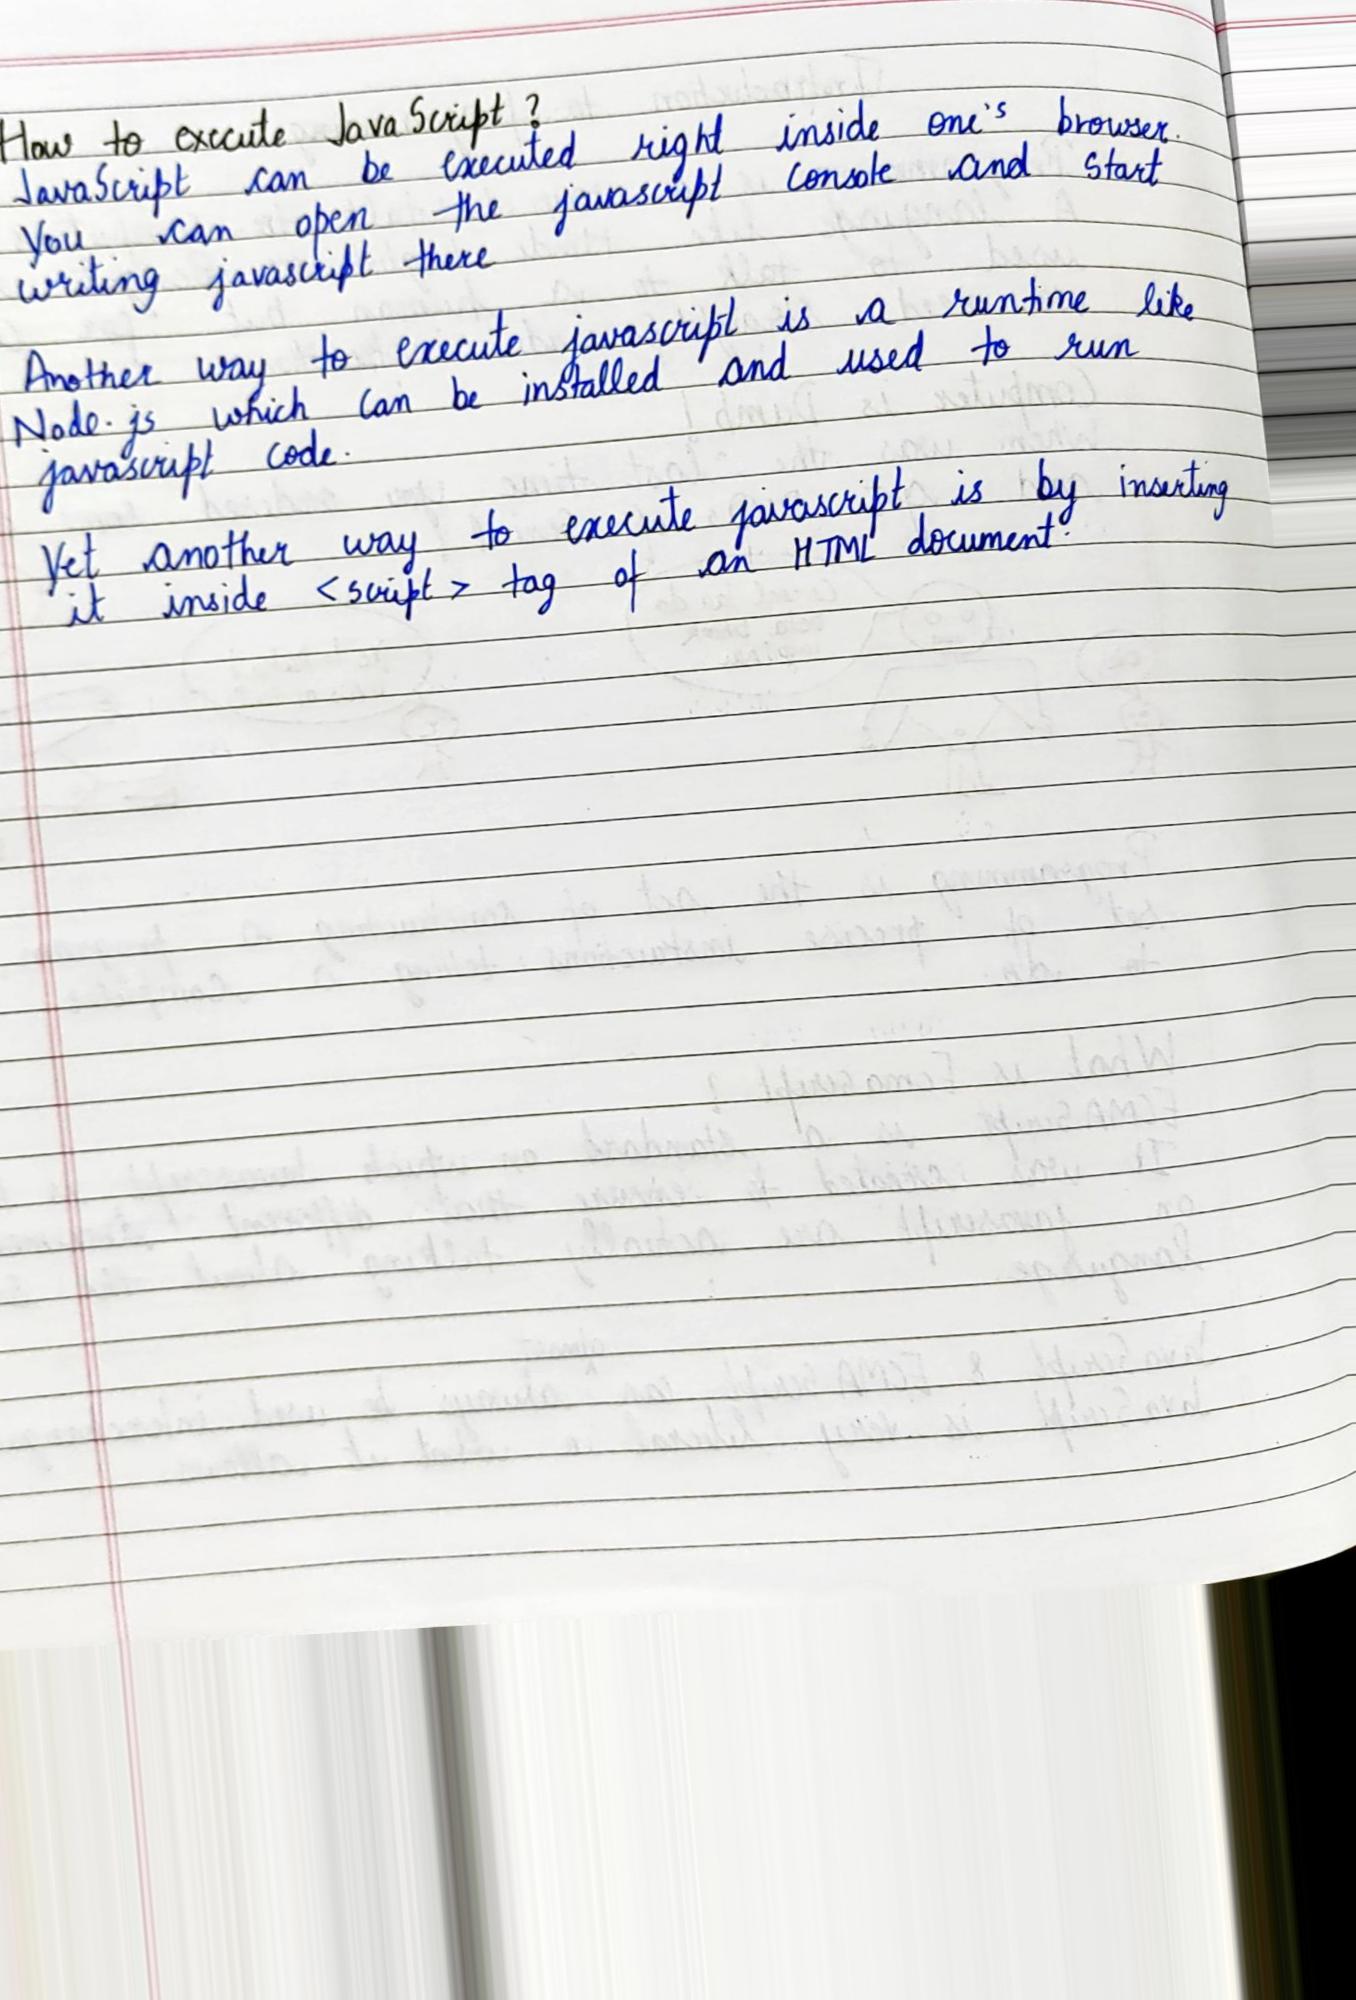 How to execute JavaScript?
JavaScript can be executed right inside one's browser.
You can open the javascript console and start
writing javascript there
Another way to execute javascript is a runtime like
Node.js which can be installed and used to run
javascript code.
Yet another way to execute javascript is by inserting
it inside <script> tag of an HTML document.